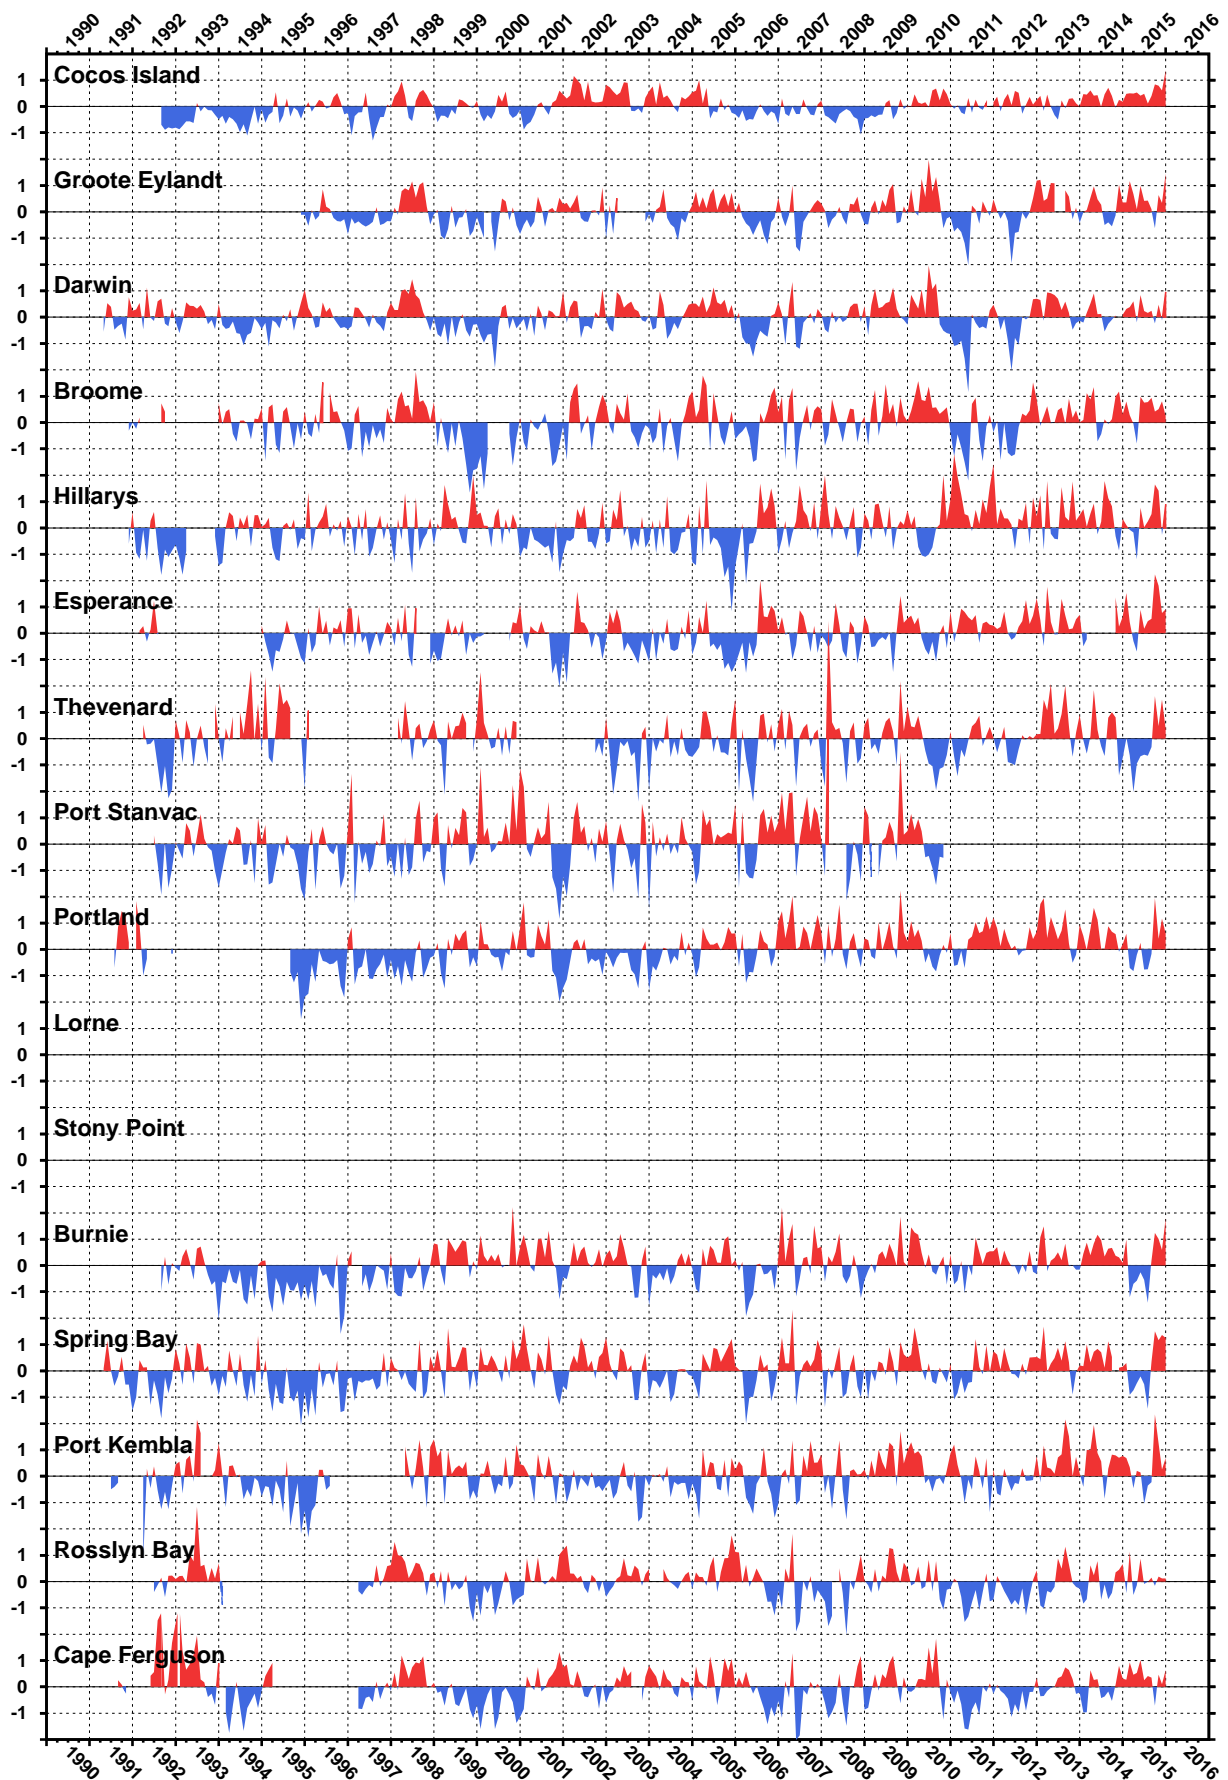 1990 1991 1992 1993 1994 1995 1996 1997 1998 1999 2000 2001 2002 2003 2004 2005 2006 2007 2008 2009 2010 2011 2012 2013 2014 2015 2016
Cocos Island
1
0
-1
Groote Eylandt
1
0
-1
Darwin
1
0
-1
Broome
1
0
-1
Hillarys
1
0
-1
Esperance
1
0
-1
Thevenard
1
0
-1
Port Stanvac
1
0
-1
Portland
1
0
-1
Lorne
1
0
-1
Stony Point
1
0
-1
Burnie
1
0
-1
Spring Bay
1
0
-1
Port Kembla
1
0
-1
Rosslyn Bay
1
0
-1
Cape Ferguson
1
0
-1
1990 1991 1992 1993 1994 1995 1996 1997 1998 1999 2000 2001 2002 2003 2004 2005 2006 2007 2008 2009 2010 2011 2012 2013 2014 2015 2016